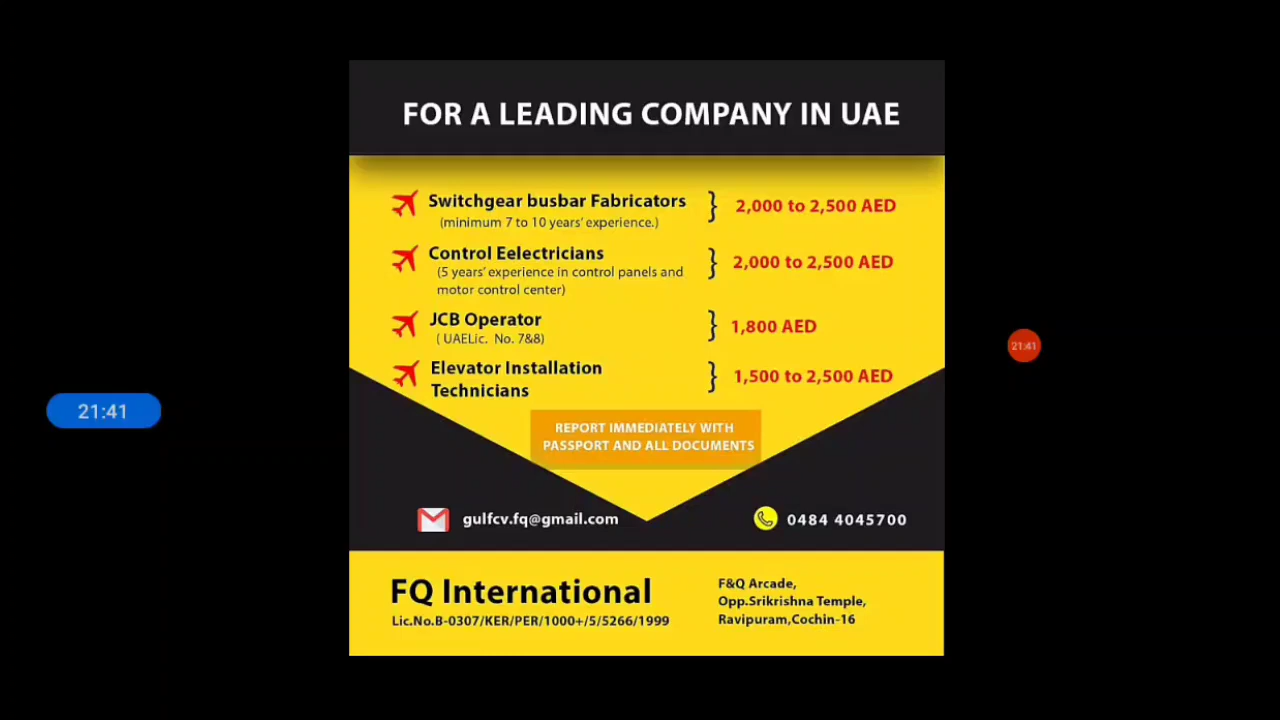 FOR A LEADING COMPANY IN UAE
Switchgear busbar Fabricators } 2,000 to 2,500 AED
(minimum 7 to 10 years' experience.)
Control Eelectricians } 2,000 to 2,500 AED
(5 years' experience in control panels and
motor control center)
JCB Operator } 1,800 AED
( UAELic. No. 7&8)
Elevator Installation } 1,500 to 2,500 AED
Technicians
REPORT IMMEDIATELY WITH
PASSPORT AND ALL DOCUMENTS
gulfcv.fq@gmail.com
0484 4045700
FQ International
Lic.No.B-0307/KER/PER/1000+/5/5266/1999
F&Q Arcade,
Opp.Srikrishna Temple,
Ravipuram,Cochin-16
21:41
21:41